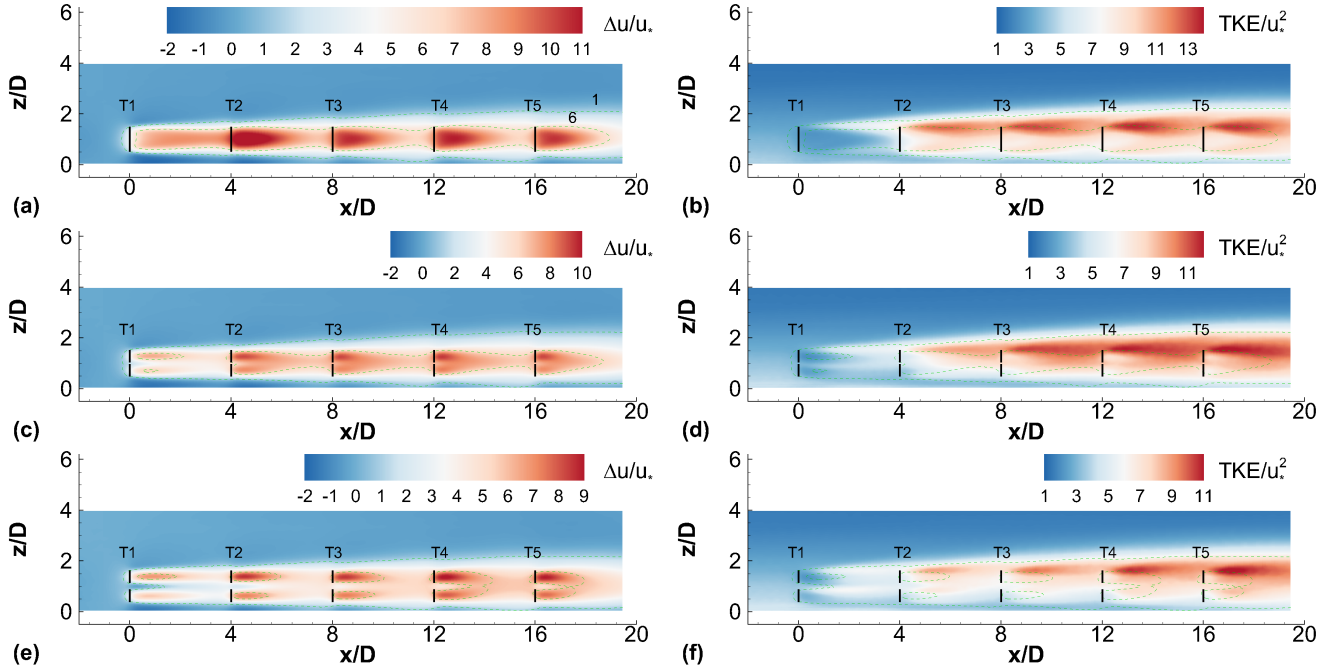 6
4
2
0
z/D
-2 -1 0 1 2 3 4 5 6 7 8 9 10 11
Δu/u*
T1 T2 T3 T4 T5
1
6
0 4 8 12 16 20
x/D
(a)
6
4
2
0
z/D
1 3 5 7 9 11 13
TKE/u*²
T1 T2 T3 T4 T5
0 4 8 12 16 20
x/D
(b)
6
4
2
0
z/D
-2 0 2 4 6 8 10
Δu/u*
T1 T2 T3 T4 T5
0 4 8 12 16 20
x/D
(c)
6
4
2
0
z/D
1 3 5 7 9 11
TKE/u*²
T1 T2 T3 T4 T5
0 4 8 12 16 20
x/D
(d)
6
4
2
0
z/D
-2 -1 0 1 2 3 4 5 6 7 8 9
Δu/u*
T1 T2 T3 T4 T5
0 4 8 12 16 20
x/D
(e)
6
4
2
0
z/D
1 3 5 7 9 11
TKE/u*²
T1 T2 T3 T4 T5
0 4 8 12 16 20
x/D
(f)